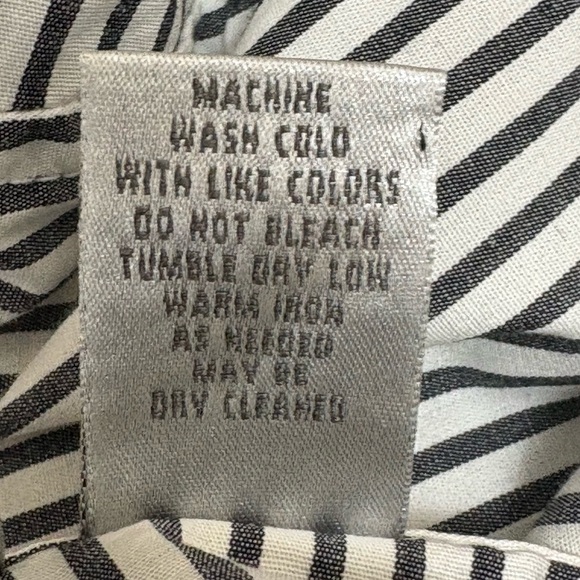 MACHINE
WASH COLD
WITH LIKE COLORS
DO NOT BLEACH
TUMBLE DRY LOW
WARM IRON
AS NEEDED
MAY BE
DRY CLEANED